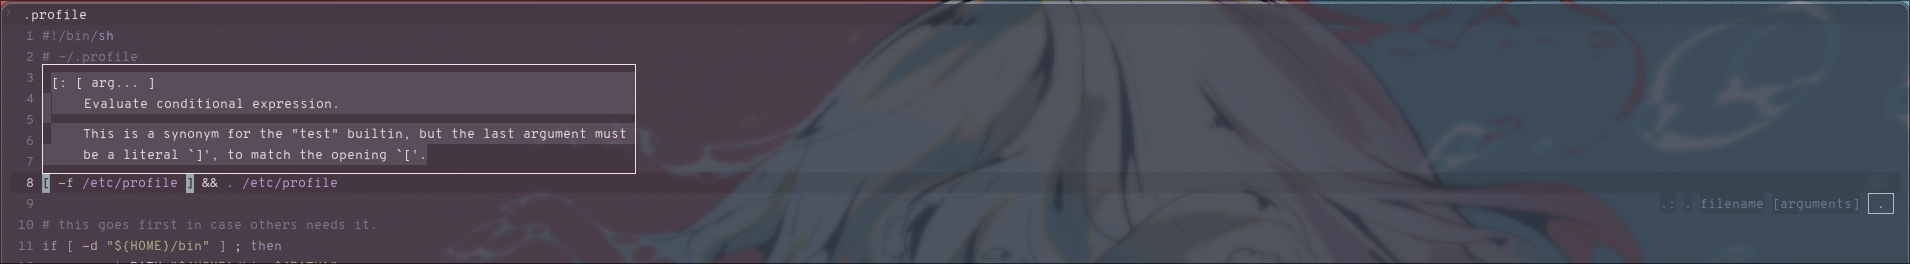 .profile
1 #!/bin/sh
2 # ~/.profile
3
[: [ arg... ]
4
Evaluate conditional expression.
5
6
This is a synonym for the "test" builtin, but the last argument must
7
be a literal `]', to match the opening `['.
8 [ -f /etc/profile ] && . /etc/profile
9
.: . filename [arguments] .
10 # this goes first in case others needs it.
11 if [ -d "${HOME}/bin" ] ; then